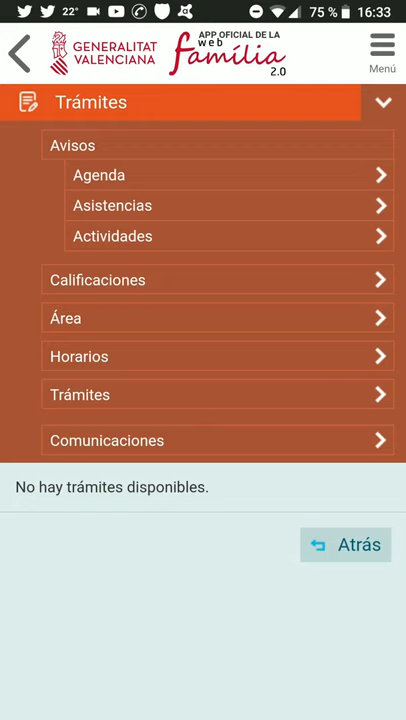 22°
75 %
16:33
GENERALITAT
VALENCIANA
APP OFICIAL DE LA
web
família
2.0
Menú
Trámites
Avisos
Agenda
Asistencias
Actividades
Calificaciones
Área
Horarios
Trámites
Comunicaciones
No hay trámites disponibles.
Atrás